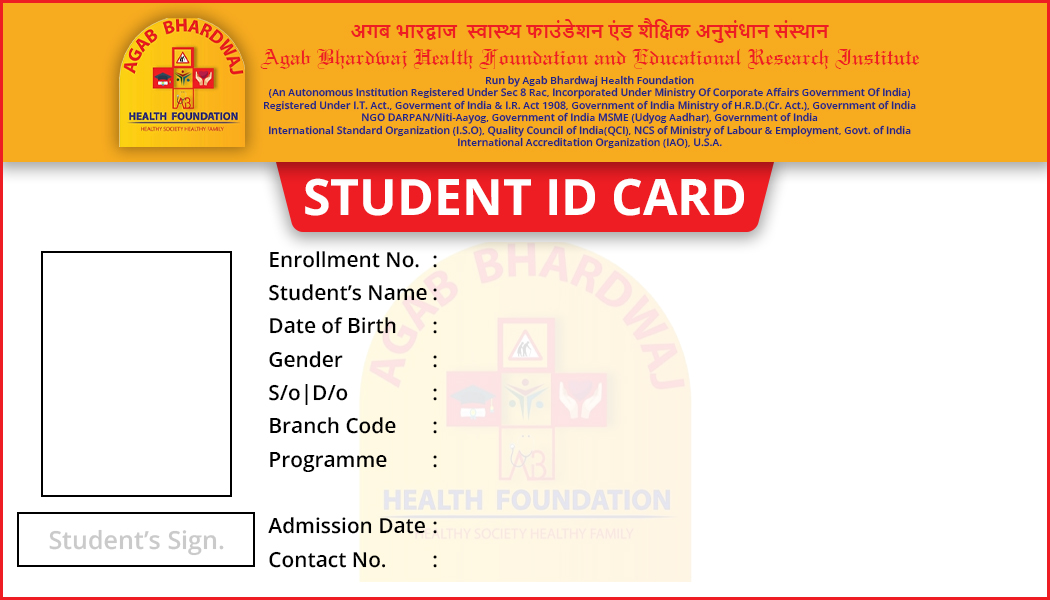 AGAB BHARDWAJ
HEALTH FOUNDATION
HEALTHY SOCIETY HEALTHY FAMILY
अगब भारद्वाज स्वास्थ्य फाउंडेशन एंड शैक्षिक अनुसंधान संस्थान
Agab Bhardwaj Health Foundation and Educational Research Institute
Run by Agab Bhardwaj Health Foundation
(An Autonomous Institution Registered Under Sec 8 Rac, Incorporated Under Ministry Of Corporate Affairs Government Of India)
Registered Under I.T. Act., Goverment of India & I.R. Act 1908, Government of India Ministry of H.R.D.(Cr. Act.), Government of India
NGO DARPAN/Niti-Aayog, Government of India MSME (Udyog Aadhar), Government of India
International Standard Organization (I.S.O), Quality Council of India(QCI), NCS of Ministry of Labour & Employment, Govt. of India
International Accreditation Organization (IAO), U.S.A.
STUDENT ID CARD
Enrollment No. :
Student’s Name :
Date of Birth :
Gender :
S/o|D/o :
Branch Code :
Programme :
Admission Date :
Contact No. :
Student’s Sign.
AGAB BHARDWAJ
AB
HEALTH FOUNDATION
HEALTHY SOCIETY HEALTHY FAMILY